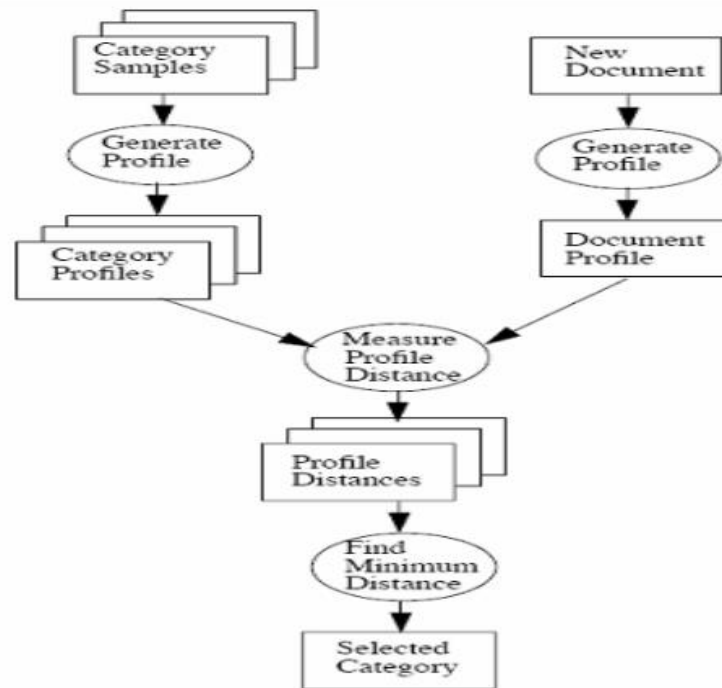 Category
Samples
New
Document
Generate
Profile
Generate
Profile
Category
Profiles
Document
Profile
Measure
Profile
Distance
Profile
Distances
Find
Minimum
Distance
Selected
Category